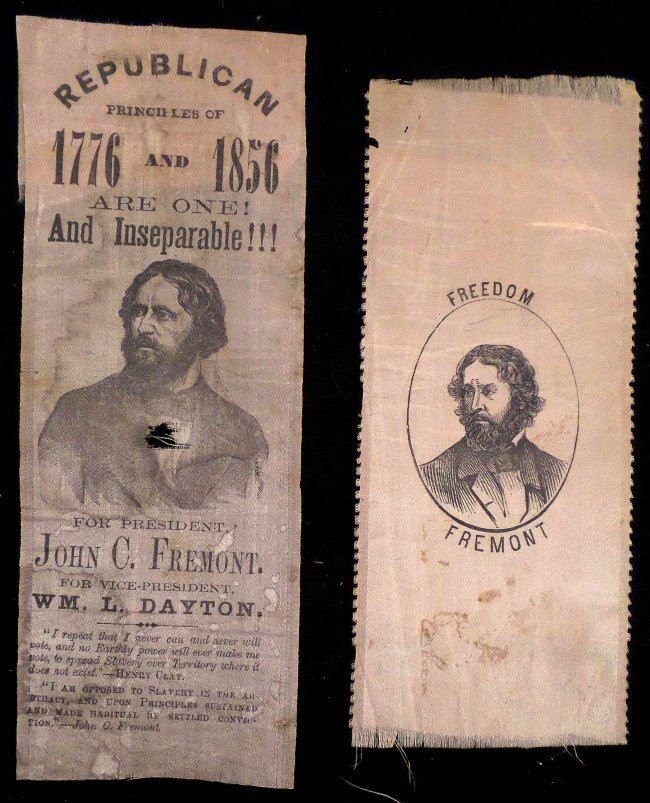 REPUBLICAN
PRINCIPLES OF
1776 AND 1856
ARE ONE!
And Inseparable!!!
FOR PRESIDENT,
JOHN C. FREMONT.
FOR VICE-PRESIDENT,
WM. L. DAYTON.
"I repeat that I never can and never will
vote, and no Earthly power will ever make me
vote, to spread Slavery over Territory where it
does not exist."—HENRY CLAY.
"I AM OPPOSED TO SLAVERY IN THE AB-
STRACT, AND UPON PRINCIPLES SUSTAINED
AND MADE HABITUAL BY SETTLED CONVIC-
TION."—John C. Fremont.
FREEDOM
FREMONT